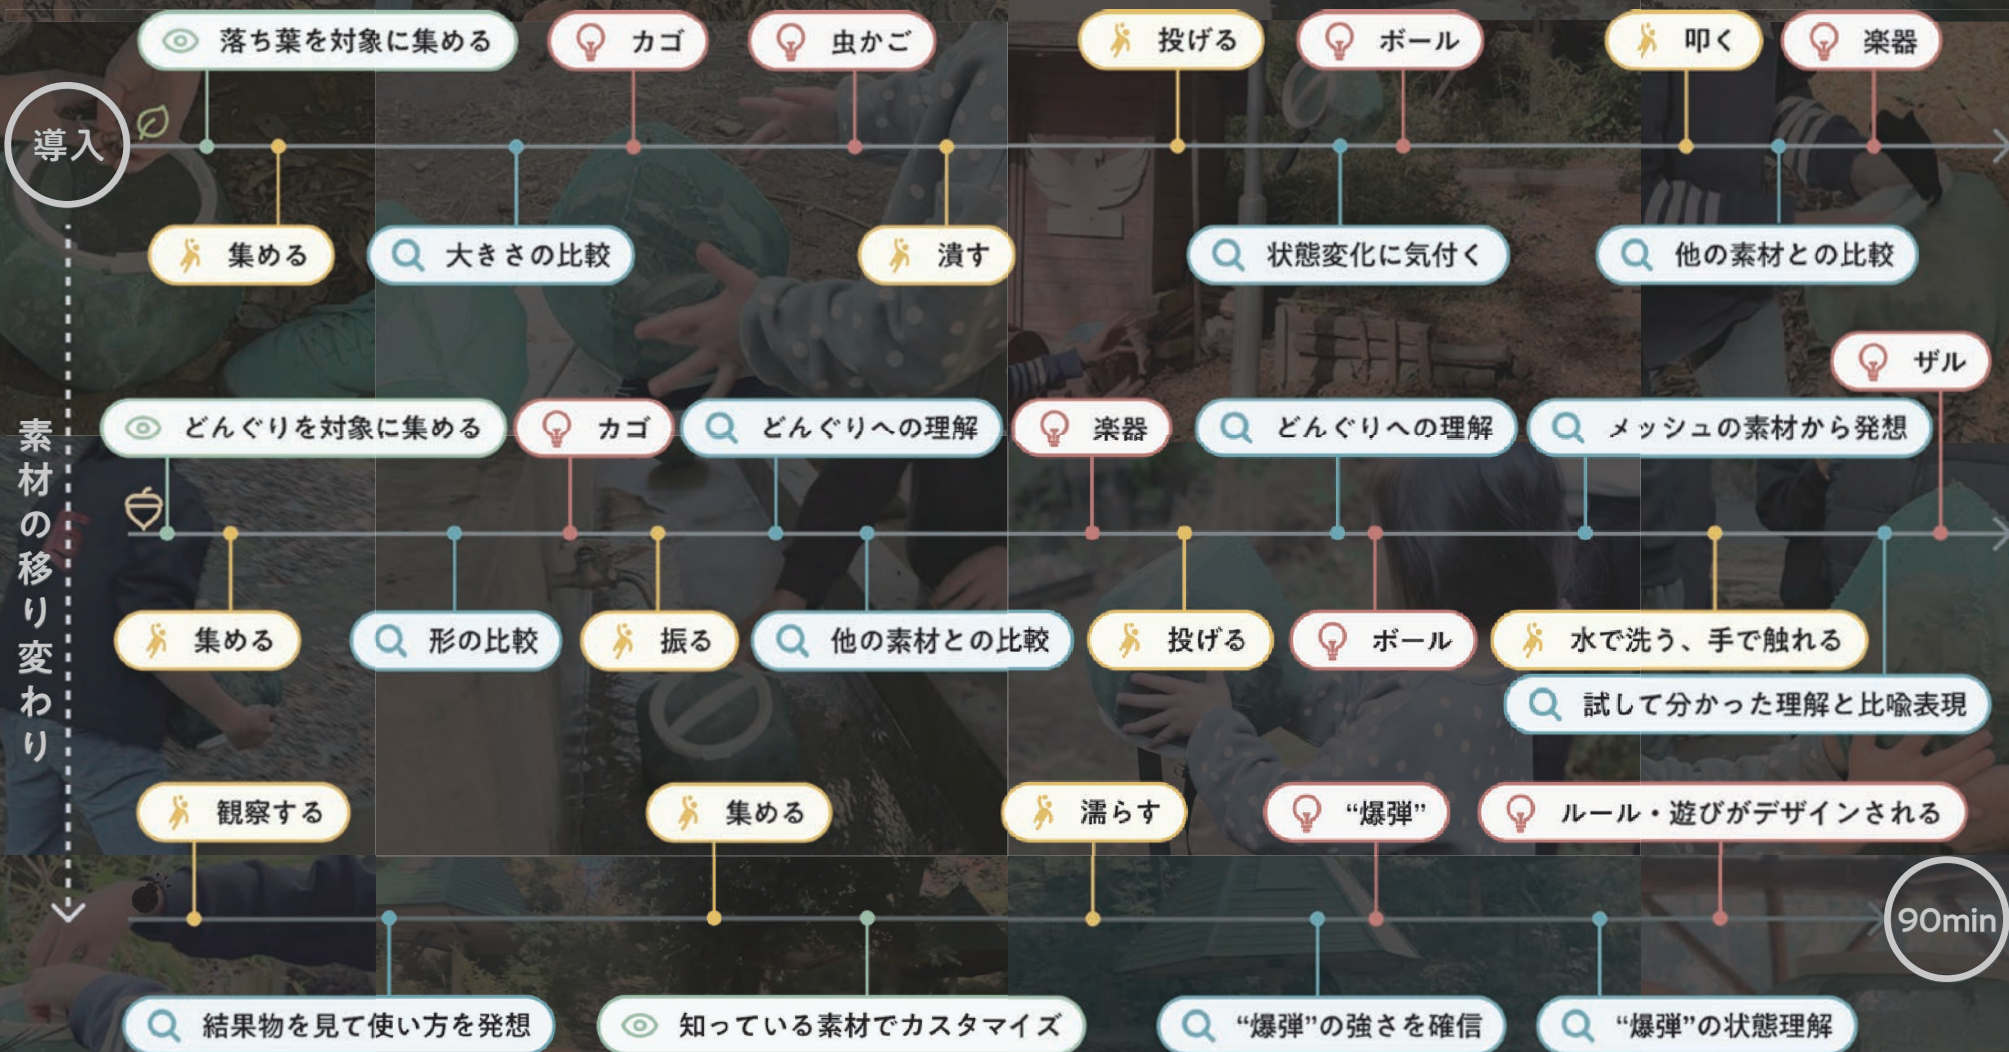 落ち葉を対象に集める
カゴ
虫かご
投げる
ボール
叩く
楽器
導入
集める
大きさの比較
潰す
状態変化に気付く
他の素材との比較
素材の移り変わり
ザル
どんぐりを対象に集める
カゴ
どんぐりへの理解
楽器
どんぐりへの理解
メッシュの素材から発想
集める
形の比較
振る
他の素材との比較
投げる
ボール
水で洗う、手で触れる
試して分かった理解と比喩表現
観察する
集める
濡らす
“爆弾”
ルール・遊びがデザインされる
90min
結果物を見て使い方を発想
知っている素材でカスタマイズ
“爆弾”の強さを確信
“爆弾”の状態理解